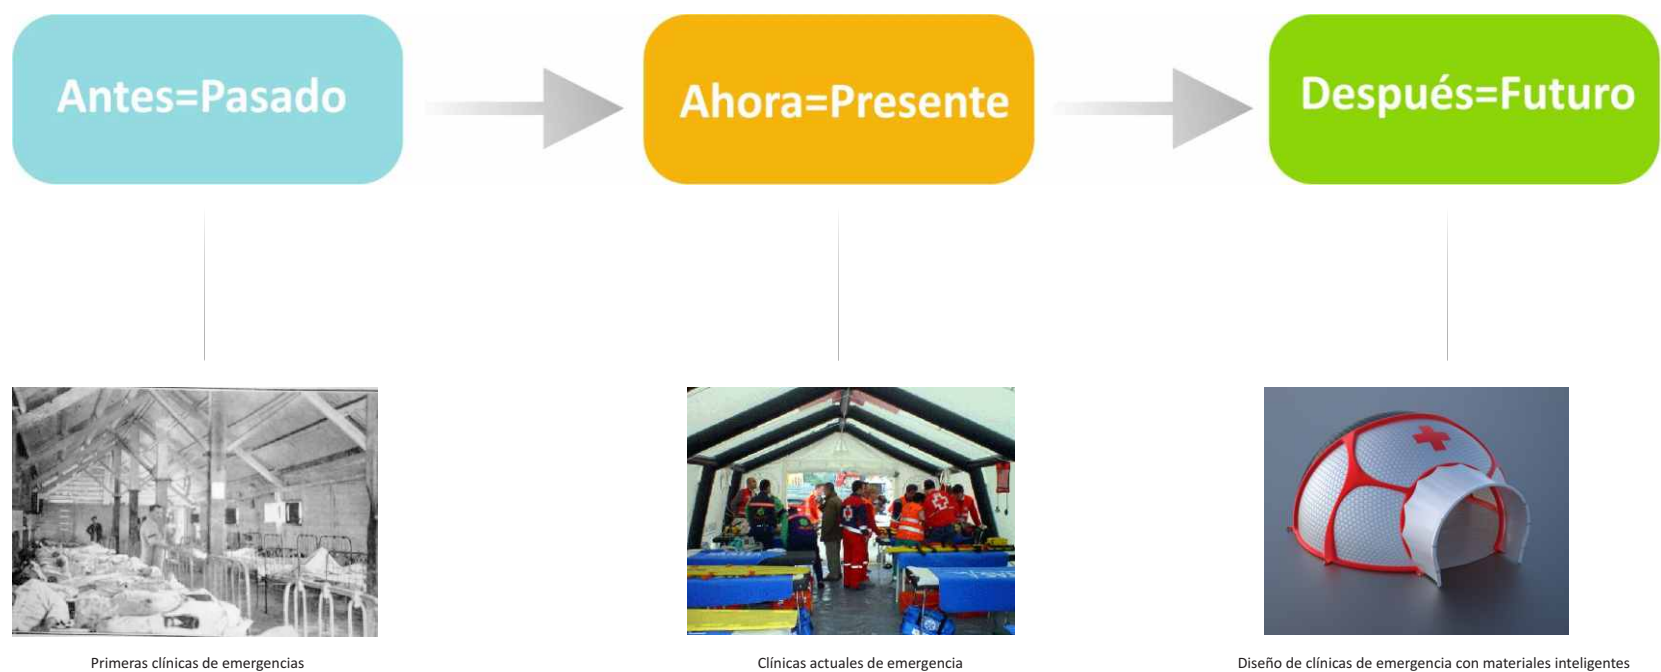 Antes=Pasado
Ahora=Presente
Después=Futuro
Primeras clínicas de emergencias
Clínicas actuales de emergencia
Diseño de clínicas de emergencia con materiales inteligentes